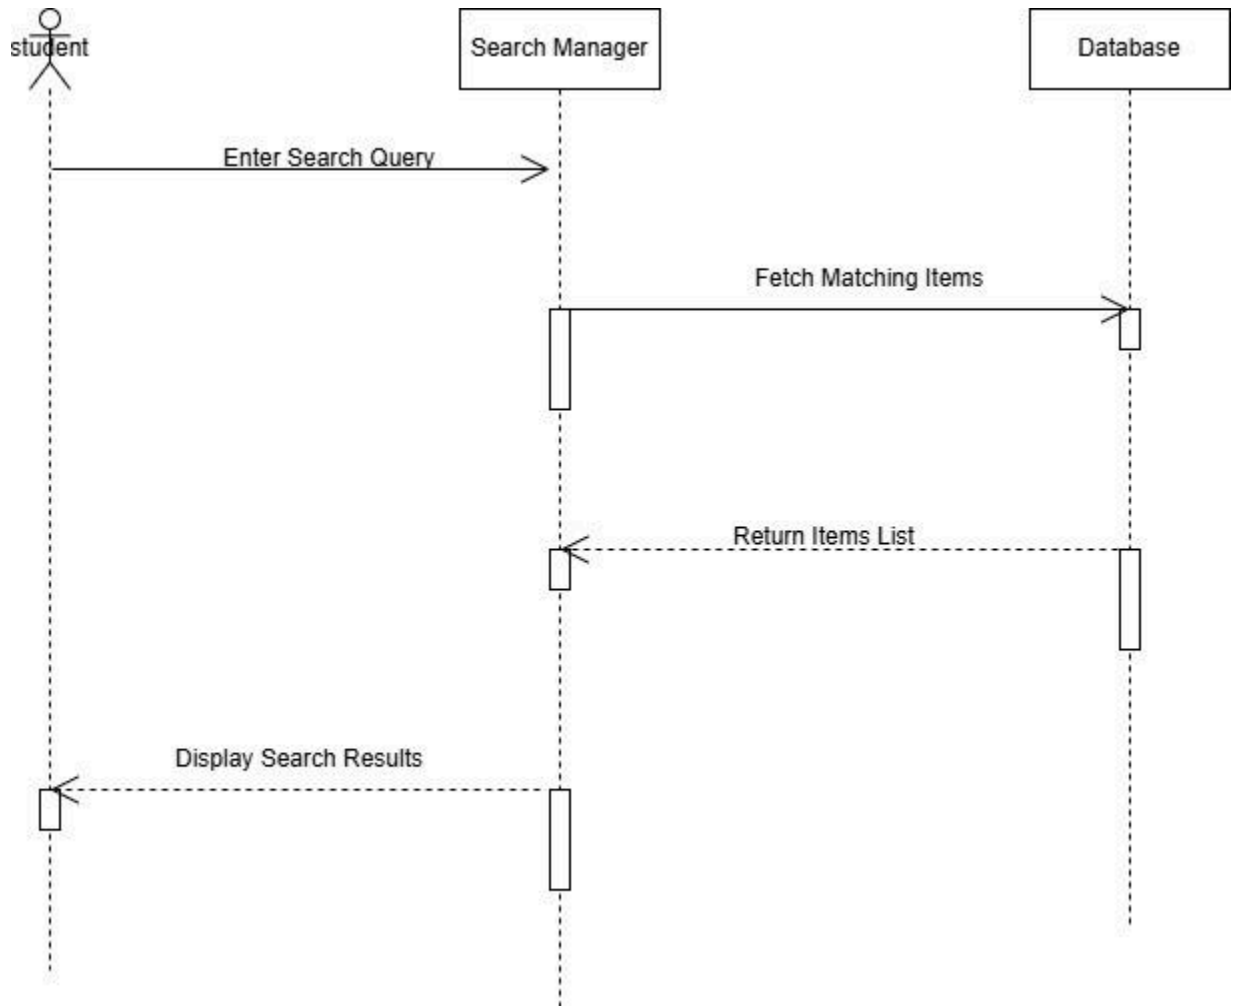 student
Search Manager
Database
Enter Search Query
Fetch Matching Items
Return Items List
Display Search Results